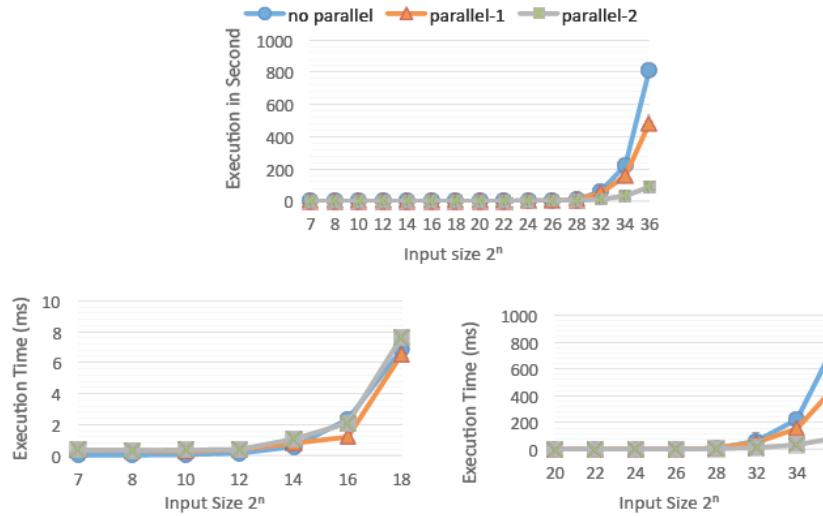 no parallel parallel-1 parallel-2
Execution in Second
1000
800
600
400
200
0
7 8 10 12 14 16 18 20 22 24 26 28 32 34 36
Input size 2ⁿ
Execution Time (ms)
10
8
6
4
2
0
7 8 10 12 14 16 18
Input Size 2ⁿ
Execution Time (ms)
1000
800
600
400
200
0
20 22 24 26 28 32 34
Input Size 2ⁿ